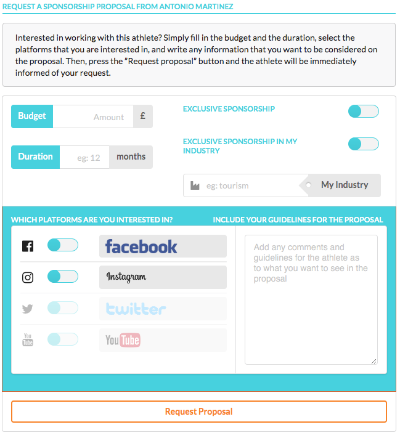 REQUEST A SPONSORSHIP PROPOSAL FROM ANTONIO MARTINEZ
Interested in working with this athlete? Simply fill in the budget and the duration, select the
platforms that you are interested in, and write any information that you want to be considered on
the proposal. Then, press the "Request proposal" button and the athlete will be immediately
informed of your request.
Budget Amount £
EXCLUSIVE SPONSORSHIP
Duration eg: 12 months
EXCLUSIVE SPONSORSHIP IN MY
INDUSTRY
eg: tourism My Industry
WHICH PLATFORMS ARE YOU INTERESTED IN?
facebook
Instagram
twitter
You Tube
YouTube
INCLUDE YOUR GUIDELINES FOR THE PROPOSAL
Add any comments and
guidelines for the athlete as
to what you want to see in the
proposal
Request Proposal